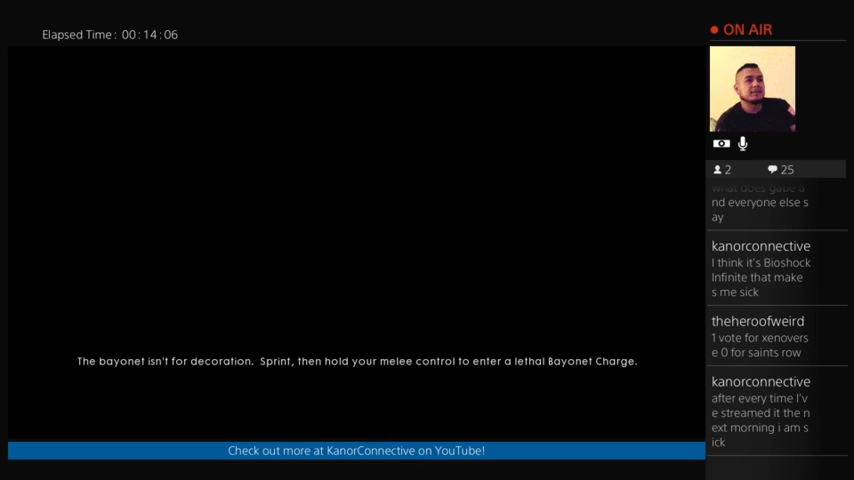 Elapsed Time: 00:14:06
ON AIR
2
25
what does gabe a
nd everyone else s
ay
kanorconnective
I think it's Bioshock
Infinite that make
s me sick
theheroofweird
1 vote for xenovers
e 0 for saints row
kanorconnective
after every time I'v
e streamed it the n
ext morning i am s
ick
The bayonet isn't for decoration. Sprint, then hold your melee control to enter a lethal Bayonet Charge.
Check out more at KanorConnective on YouTube!